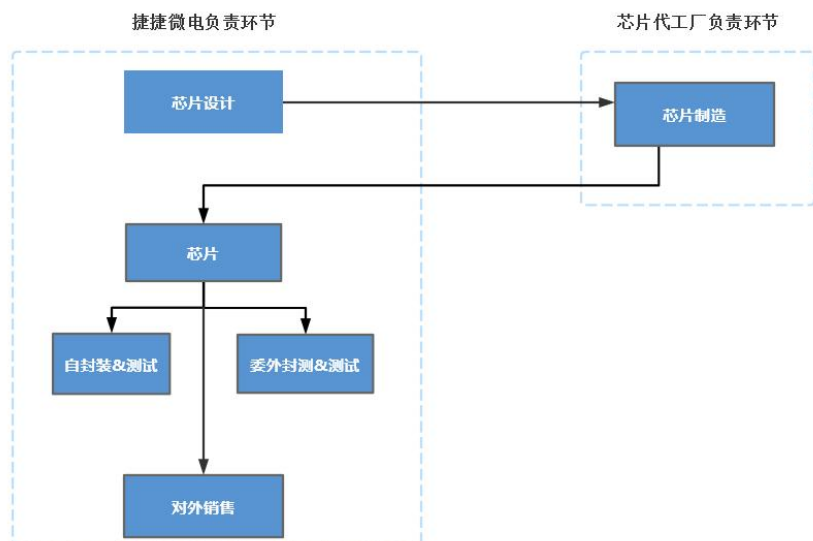 捷捷微电负责环节
芯片代工厂负责环节
芯片设计
芯片制造
芯片
自封装&测试
委外封测&测试
对外销售